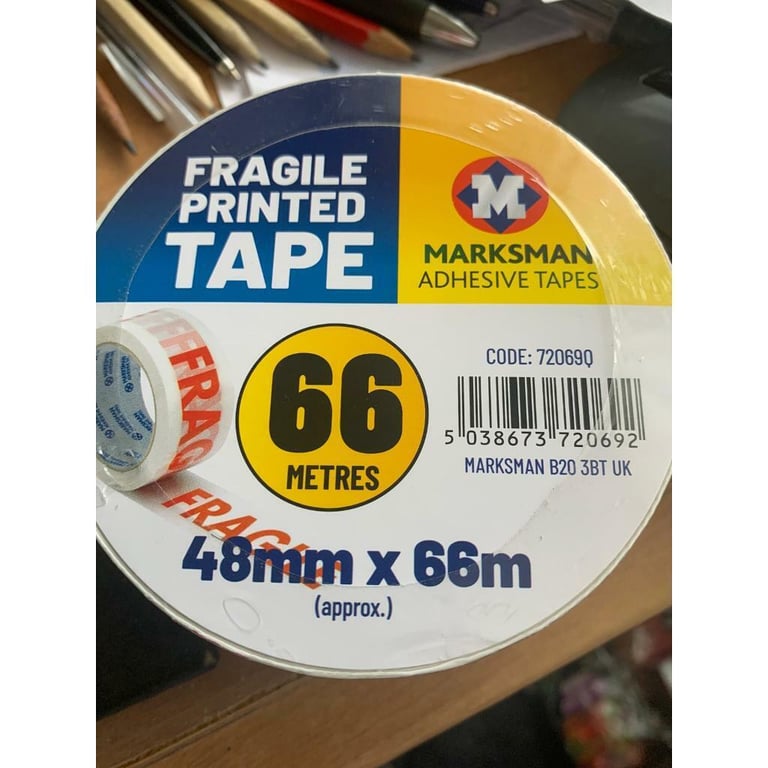 FRAGILE
PRINTED
TAPE
M
MARKSMAN
ADHESIVE TAPES
66
METRES
CODE: 72069Q
5 038673 720692
MARKSMAN B20 3BT UK
FRAG
FRAGILE
48mm x 66m
(approx.)